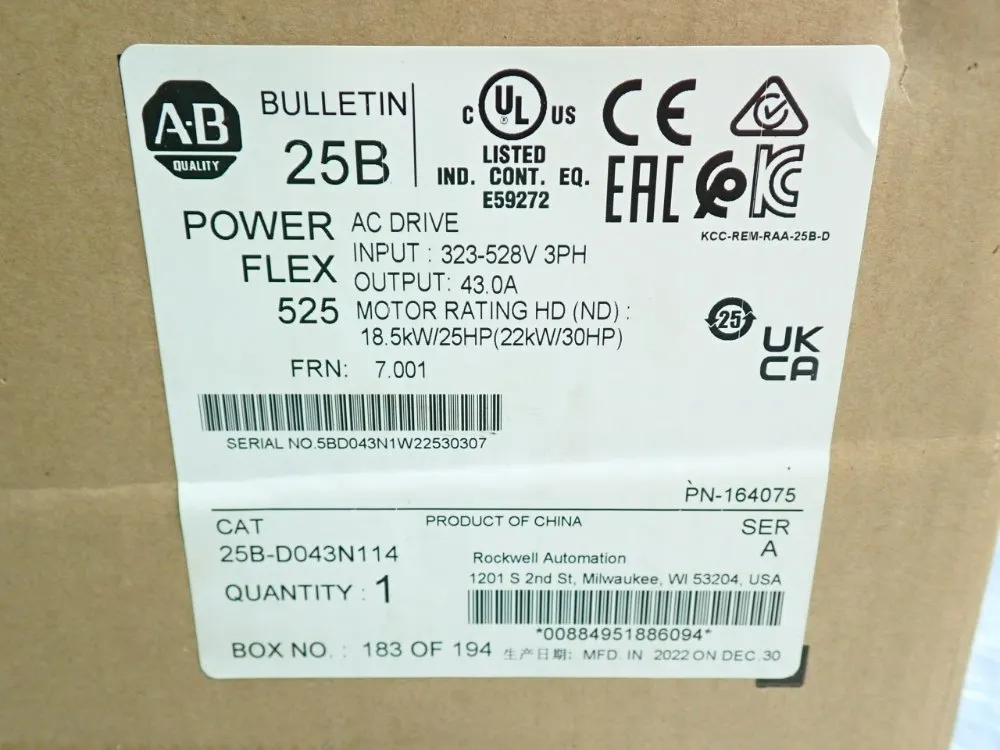 A-B
QUALITY
BULLETIN
25B
C UL US
®
LISTED
IND. CONT. EQ.
E59272
CE
EAC
KC
KCC-REM-RAA-25B-D
POWER
FLEX
525
AC DRIVE
INPUT : 323-528V 3PH
OUTPUT: 43.0A
MOTOR RATING HD (ND) :
18.5kW/25HP(22kW/30HP)
25
UK
CA
FRN: 7.001
SERIAL NO.5BD043N1W22530307
PN-164075
CAT
25B-D043N114
QUANTITY : 1
PRODUCT OF CHINA
SER
A
Rockwell Automation
1201 S 2nd St, Milwaukee, WI 53204, USA
*00884951886094*
BOX NO. : 183 OF 194
生产日期: MFD. IN 2022 ON DEC.30